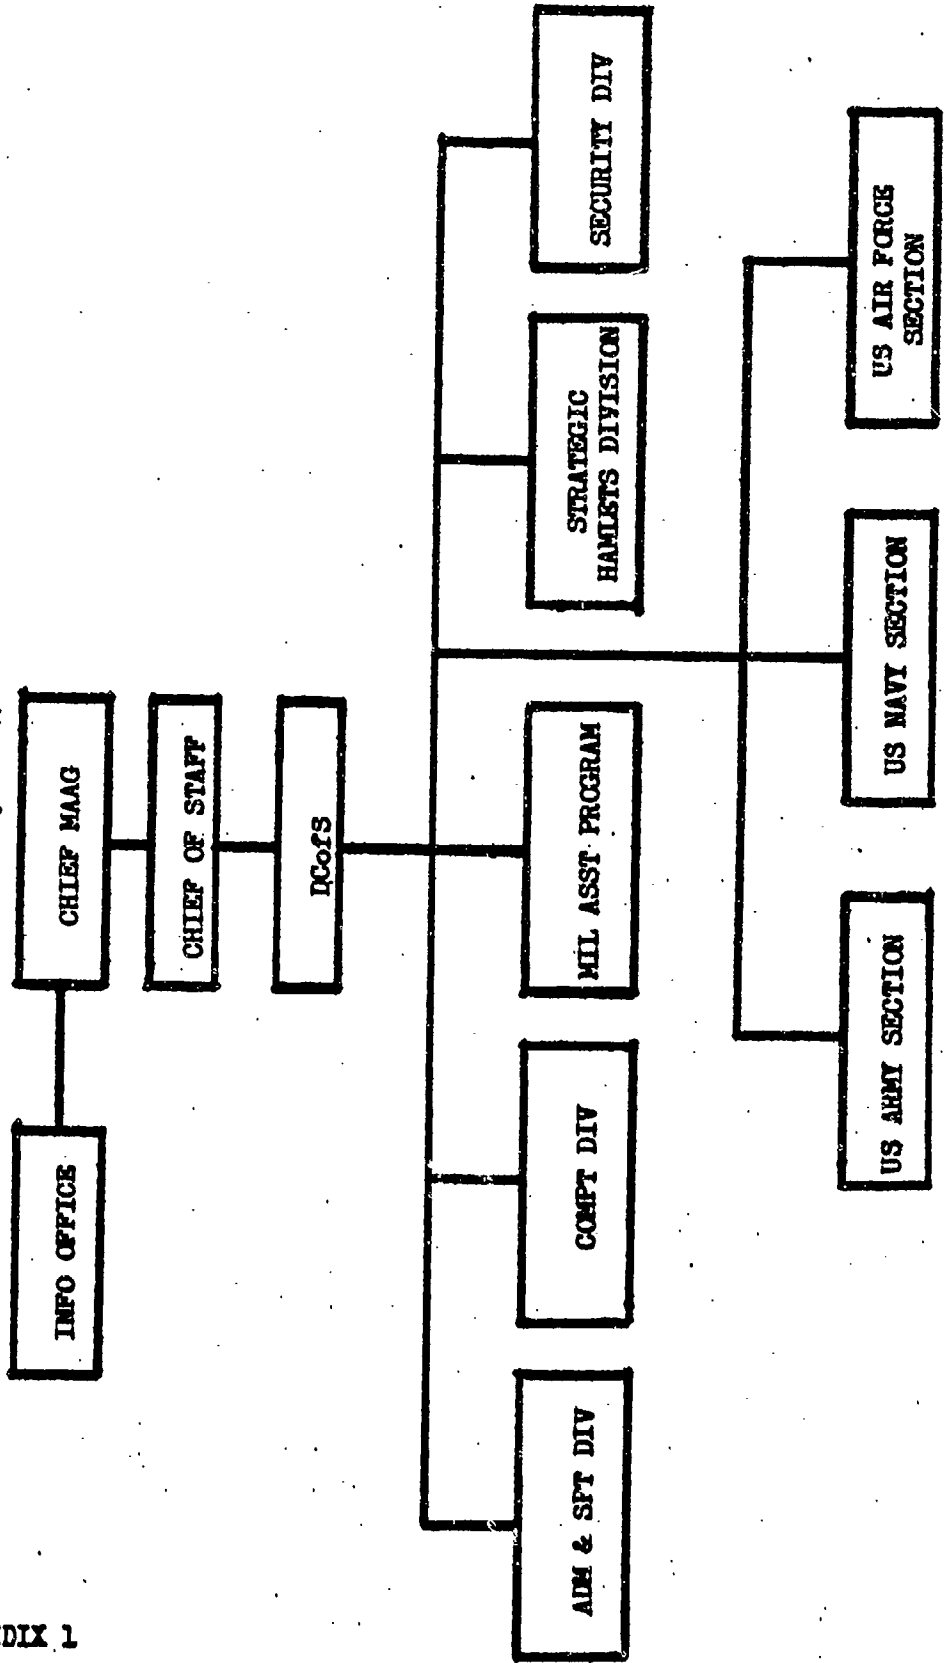 CHIEF MAAG
INFO OFFICE
CHIEF OF STAFF
DCofS
ADM & SPT DIV
COMPT DIV
MIL ASST PROGRAM
STRATEGIC
HAMLETS DIVISION
SECURITY DIV
US ARMY SECTION
US NAVY SECTION
US AIR FORCE
SECTION
DIX 1